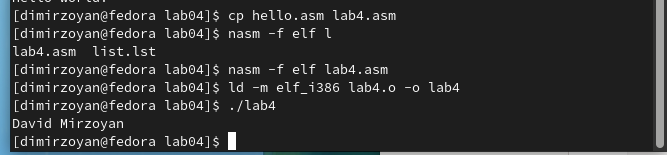 hello world!
[dimirzoyan@fedora lab04]$ cp hello.asm lab4.asm
[dimirzoyan@fedora lab04]$ nasm -f elf l
lab4.asm  list.lst
[dimirzoyan@fedora lab04]$ nasm -f elf lab4.asm
[dimirzoyan@fedora lab04]$ ld -m elf_i386 lab4.o -o lab4
[dimirzoyan@fedora lab04]$ ./lab4
David Mirzoyan
[dimirzoyan@fedora lab04]$